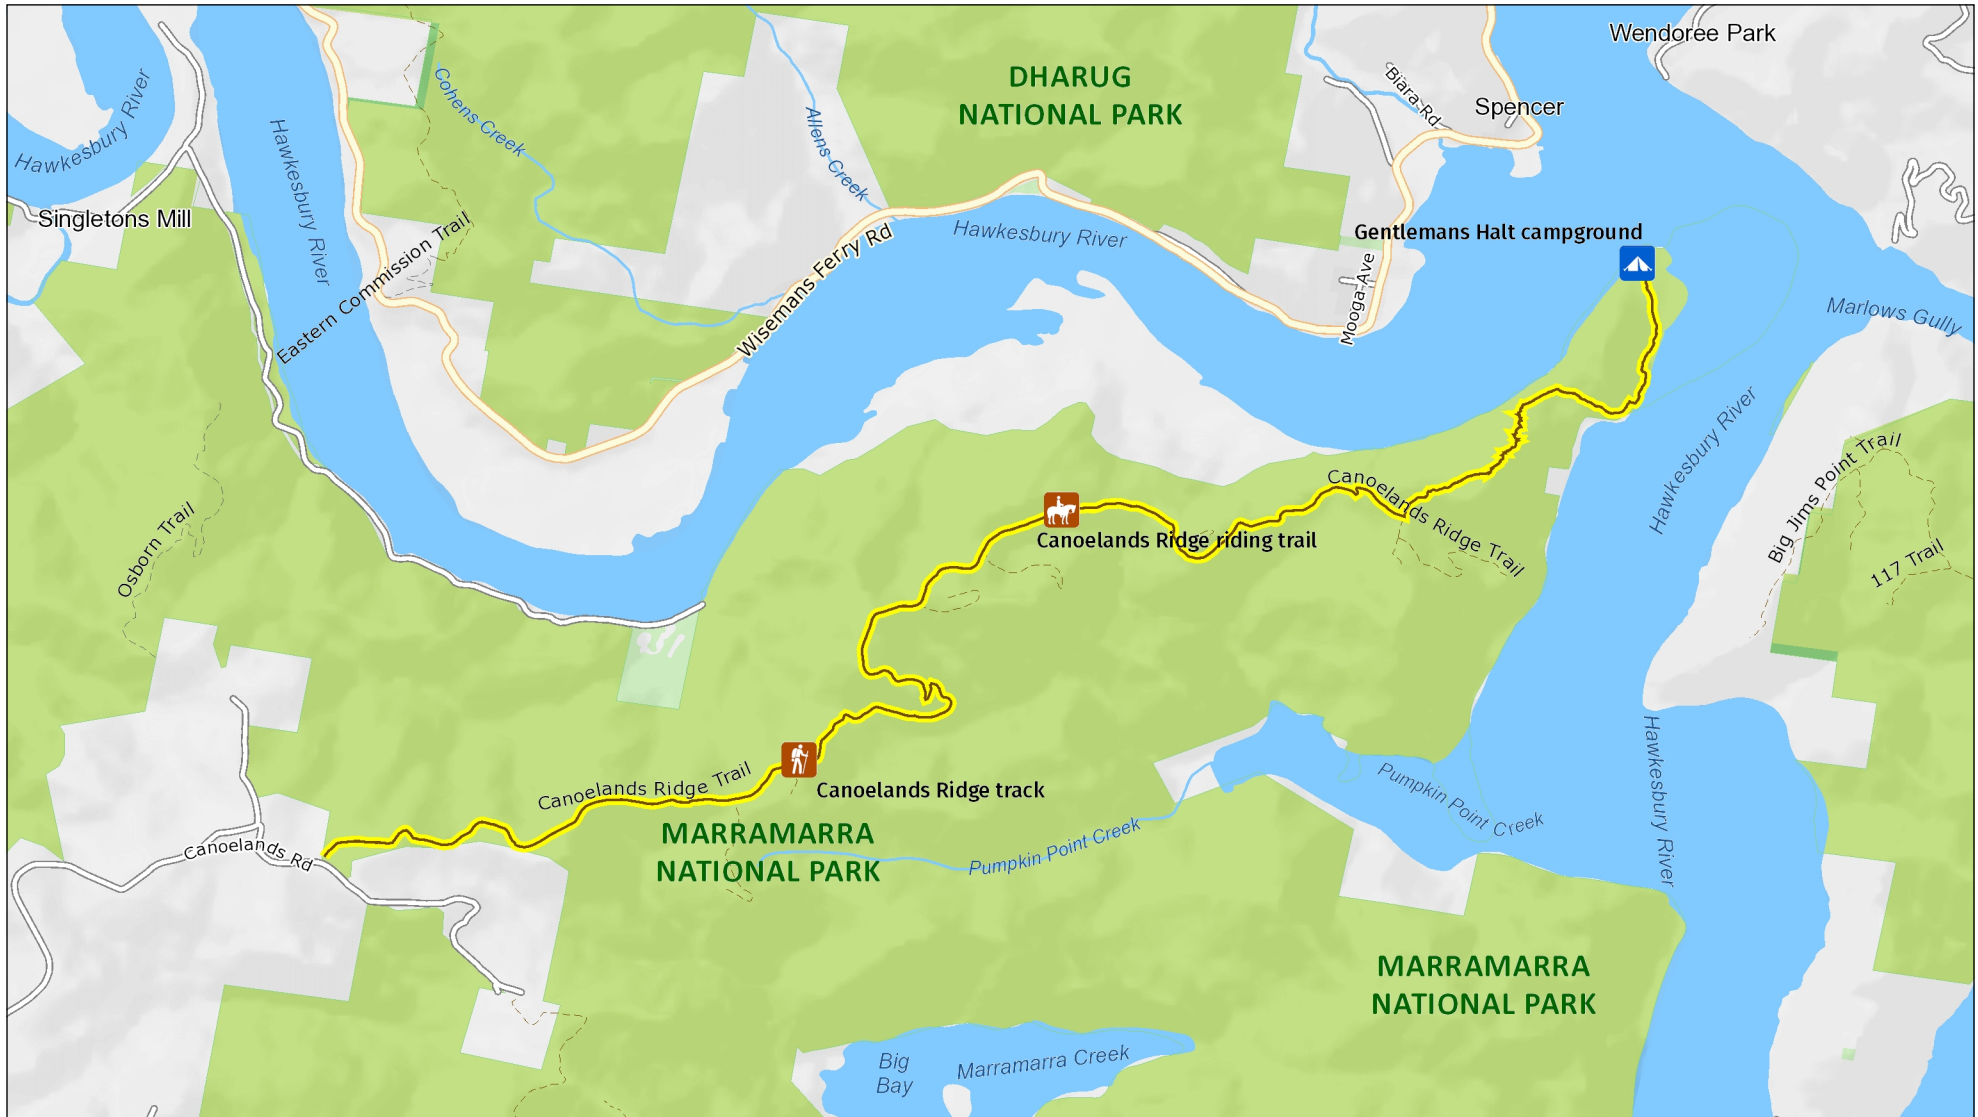 Wendoree Park
DHARUG
NATIONAL PARK
Biara Rd
Spencer
Hawkesbury River
Cohens Creek
Allens Creek
Hawkesbury River
Singletons Mill
Eastern Commission Trail
Wisemans Ferry Rd
Hawkesbury River
Gentlemans Halt campground
Mooga Ave
Marlows Gully
Hawkesbury River
Big Jims Point Trail
117 Trail
Canoelands Ridge Trail
Canoelands Ridge riding trail
Osborn Trail
Canoelands Ridge Trail
Canoelands Ridge track
Hawkesbury River
Pumpkin Point Creek
MARRAMARRA
NATIONAL PARK
Pumpkin Point Creek
Canoelands Rd
MARRAMARRA
NATIONAL PARK
Big
Bay
Marramarra Creek